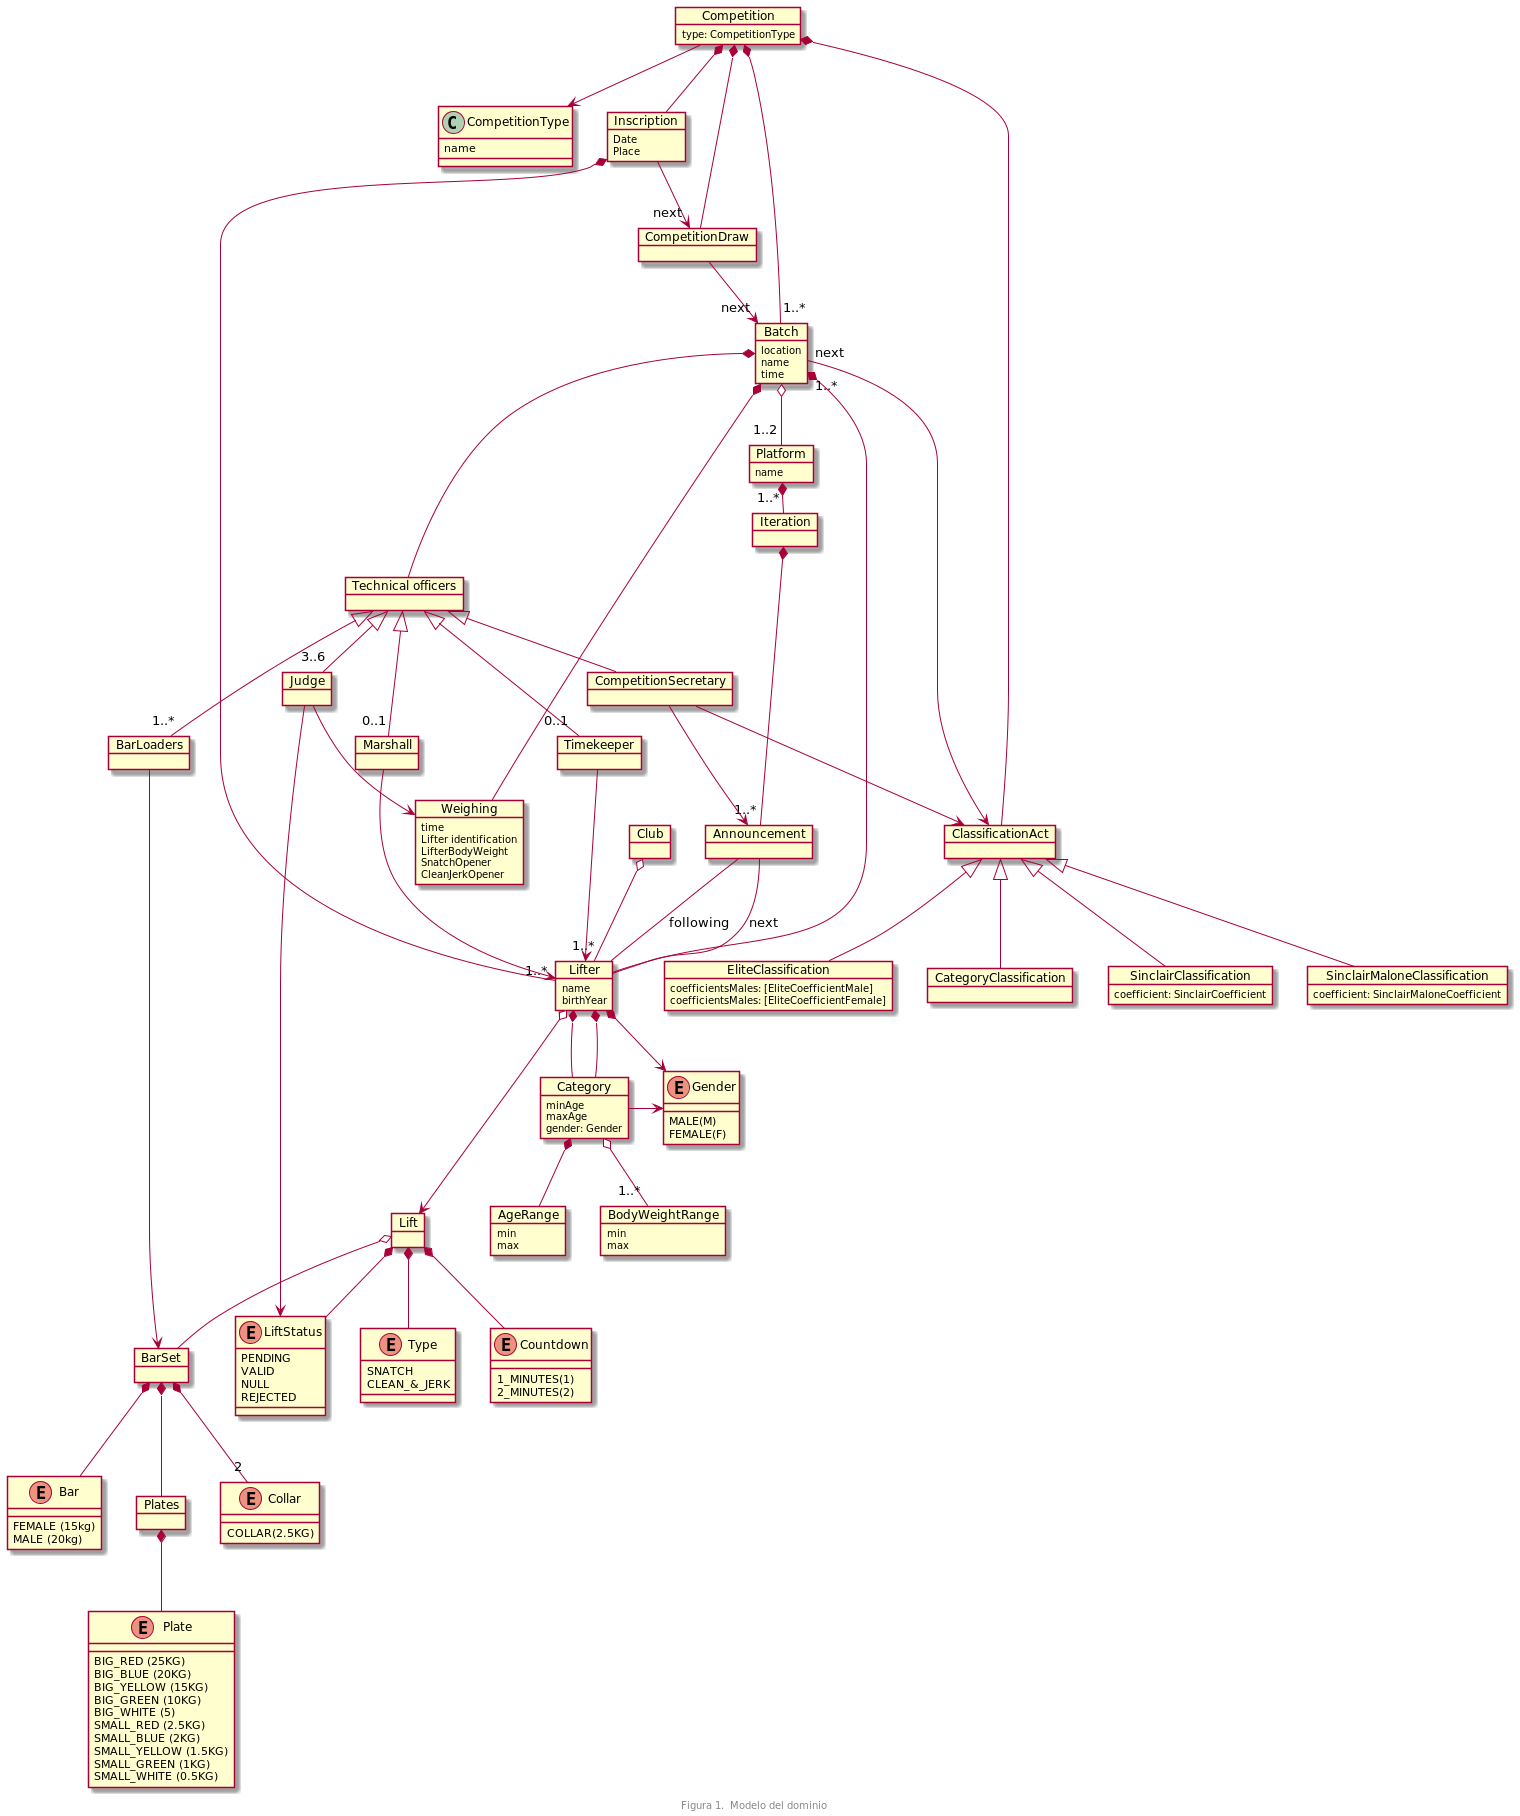 Competition
type: CompetitionType
C CompetitionType
name
Inscription
Date
Place
next
CompetitionDraw
next
1..*
Batch
location
name
time
next
1..*
1..2
Platform
name
1..*
Iteration
Technical officers
3..6
Judge
CompetitionSecretary
1..*
0..1
0..1
BarLoaders
Marshall
Timekeeper
Weighing
time
Lifter identification
LifterBodyWeight
SnatchOpener
CleanJerkOpener
Club
1..*
Announcement
ClassificationAct
following
next
1..*
1..*
Lifter
name
birthYear
EliteClassification
coefficientsMales: [EliteCoefficientMale]
coefficientsMales: [EliteCoefficientFemale]
CategoryClassification
SinclairClassification
coefficient: SinclairCoefficient
SinclairMaloneClassification
coefficient: SinclairMaloneCoefficient
Category
minAge
maxAge
gender: Gender
E Gender
MALE(M)
FEMALE(F)
1..*
Lift
AgeRange
min
max
BodyWeightRange
min
max
BarSet
E LiftStatus
PENDING
VALID
NULL
REJECTED
E Type
SNATCH
CLEAN_&_JERK
E Countdown
1_MINUTES(1)
2_MINUTES(2)
2
E Bar
FEMALE (15kg)
MALE (20kg)
Plates
E Collar
COLLAR(2.5KG)
E Plate
BIG_RED (25KG)
BIG_BLUE (20KG)
BIG_YELLOW (15KG)
BIG_GREEN (10KG)
BIG_WHITE (5)
SMALL_RED (2.5KG)
SMALL_BLUE (2KG)
SMALL_YELLOW (1.5KG)
SMALL_GREEN (1KG)
SMALL_WHITE (0.5KG)
Figura 1. Modelo del dominio